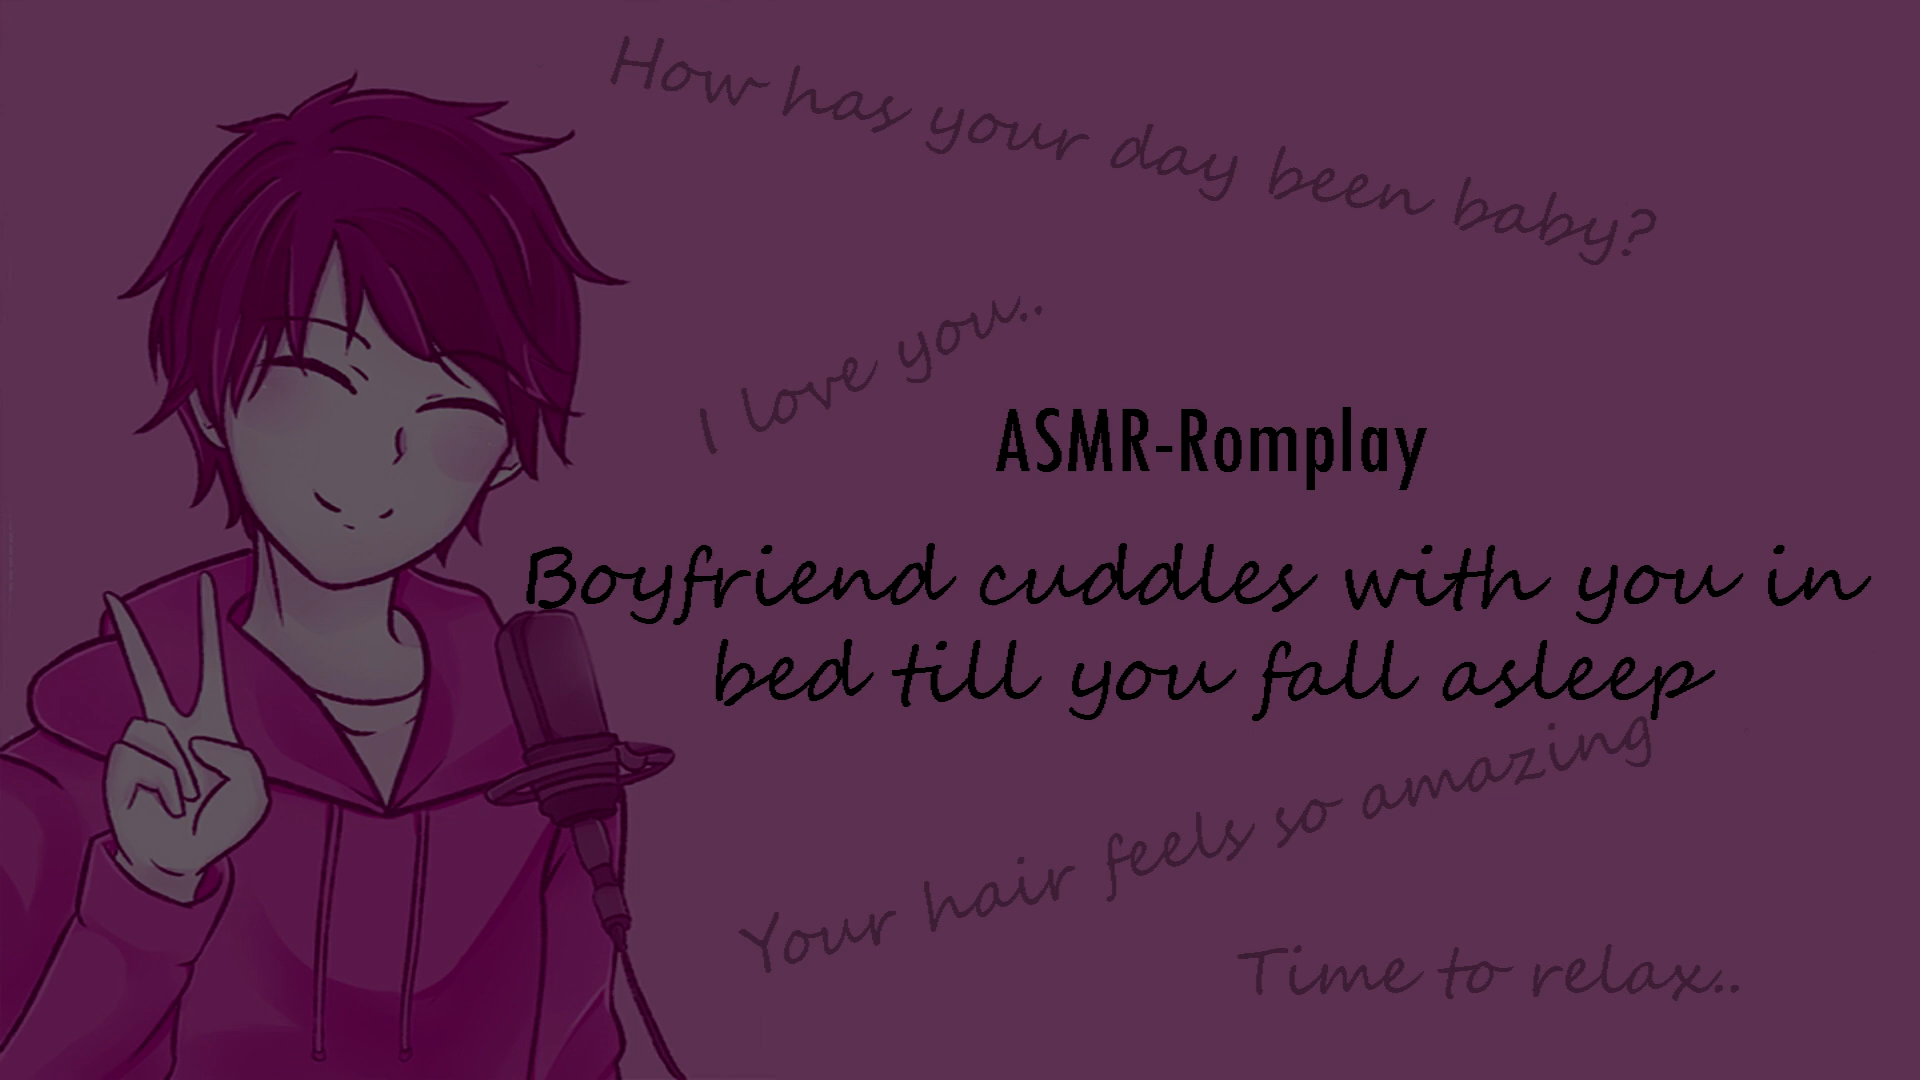 How has your day been baby?
I love you..
ASMR-Romplay
Boyfriend cuddles with you in
bed till you fall asleep
Your hair feels so amazing
Time to relax..